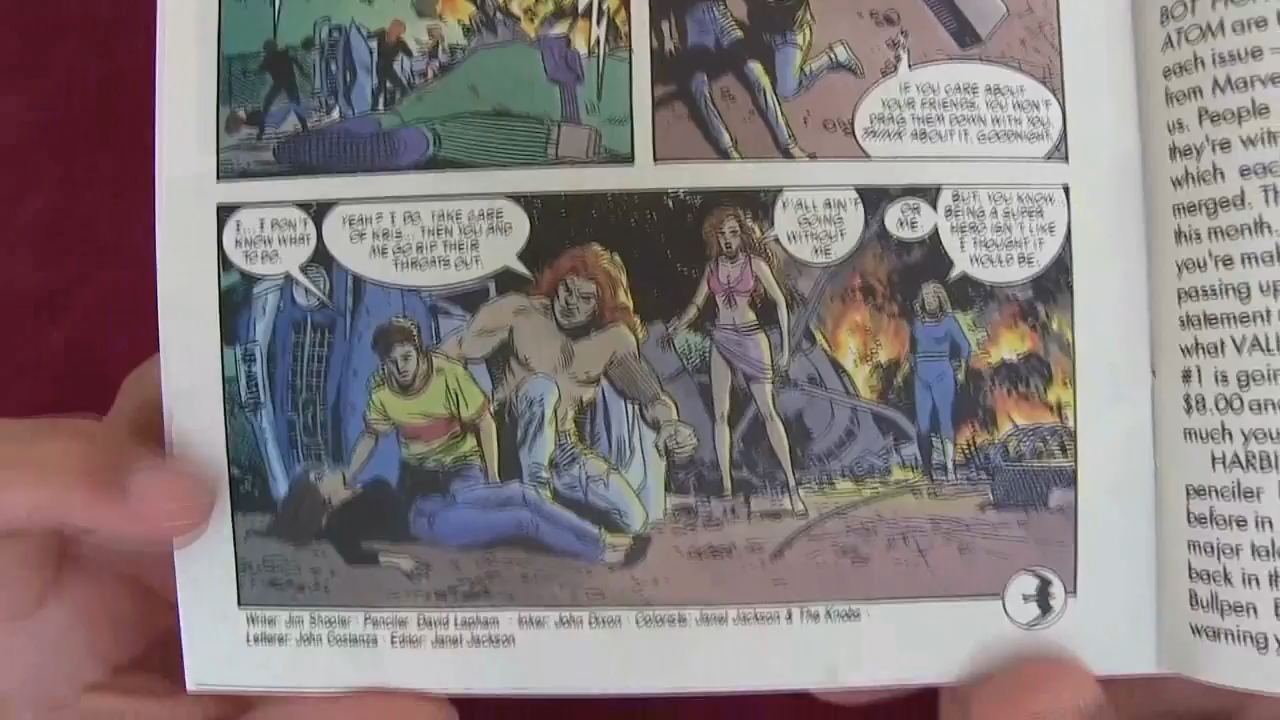 IF YOU CARE ABOUT
YOUR FRIENDS, YOU WON'T
DRAG THEM DOWN WITH YOU.
THINK ABOUT IT. GOODNIGHT.
I... I DON'T
KNOW WHAT
TO DO.
YEAH? I DO. TAKE CARE
OF KRIS... THEN YOU AND
ME GO RIP THEIR
THROATS OUT.
Y'ALL AIN'T
GOING
WITHOUT
ME.
OR
ME.
BUT, YOU KNOW...
BEING A SUPER
HERO ISN'T LIKE
I THOUGHT IT
WOULD BE.
Writer: Jim Shooter · Penciler: David Lapham · Inker: John Dixon · Colorists: Janet Jackson & The Knobs ·
Letterer: John Costanza · Editor: Janet Jackson
ATOM are
each issue –
from Marve
us. People
they're with
which eac
merged. Th
this month.
you're mak
passing up
statement
what VALI
#1 is goin
$8.00 and
much you
HARBI
penciler
before in
major tale
back in th
Bullpen B
warning y